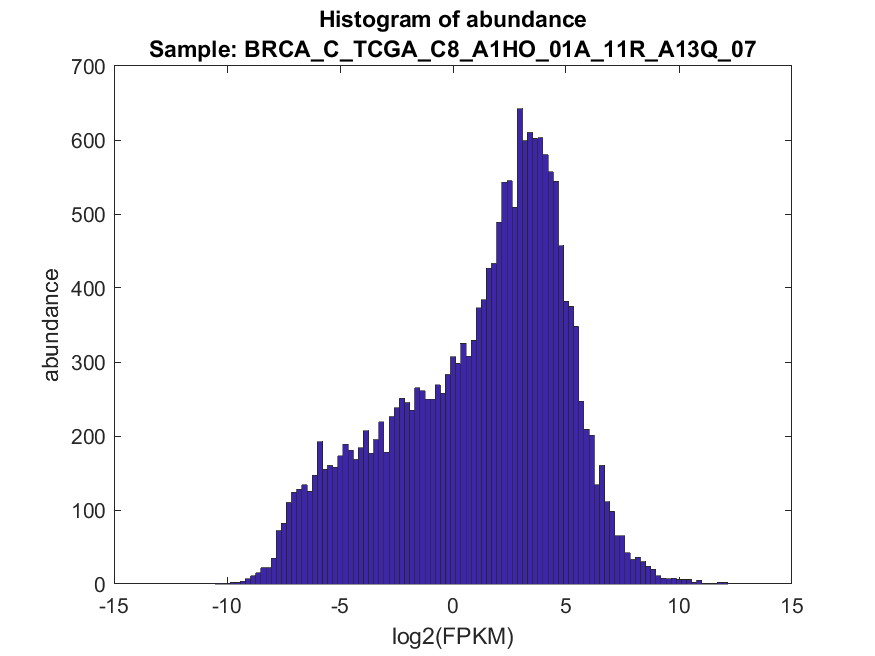 Histogram of abundance
Sample: BRCA_C_TCGA_C8_A1HO_01A_11R_A13Q_07
700
600
500
400
300
200
100
0
abundance
-15 -10 -5 0 5 10 15
log2(FPKM)